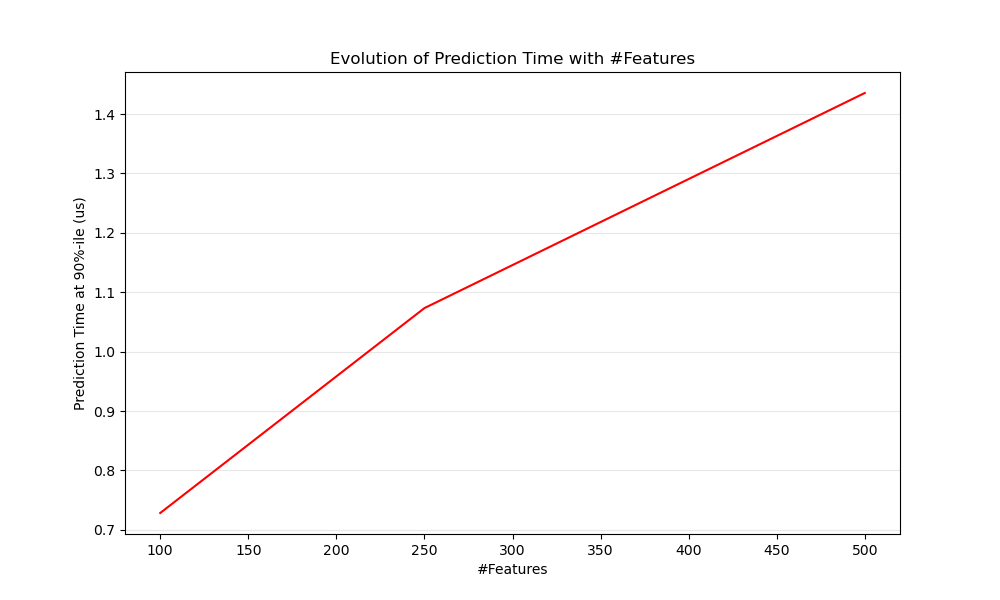 Evolution of Prediction Time with #Features
Prediction Time at 90%-ile (us)
1.4
1.3
1.2
1.1
1.0
0.9
0.8
0.7
100 150 200 250 300 350 400 450 500
#Features